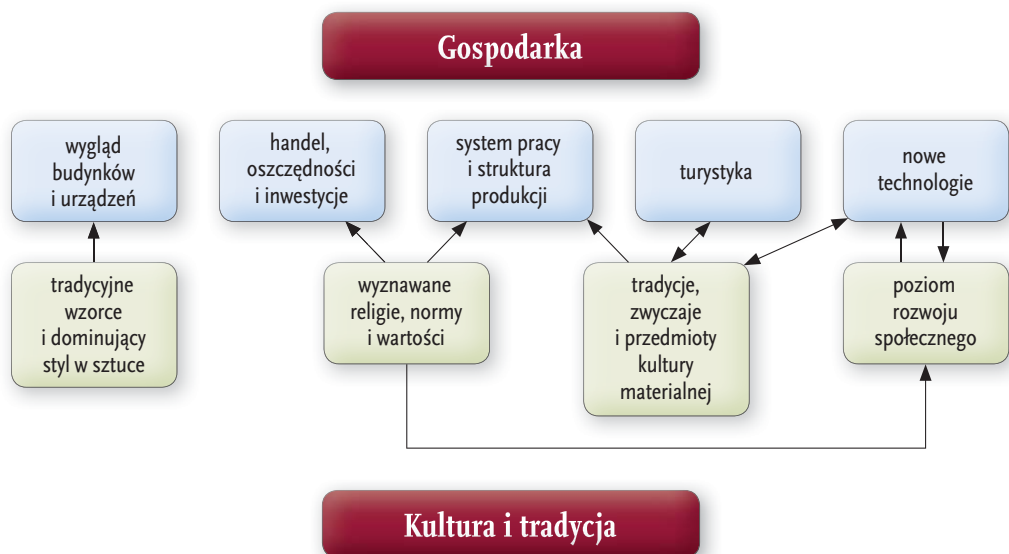 Gospodarka
wygląd
budynków
i urządzeń
handel,
oszczędności
i inwestycje
system pracy
i struktura
produkcji
turystyka
nowe
technologie
tradycyjne
wzorce
i dominujący
styl w sztuce
wyznawane
religie, normy
i wartości
tradycje,
zwyczaje
i przedmioty
kultury
materialnej
poziom
rozwoju
społecznego
Kultura i tradycja